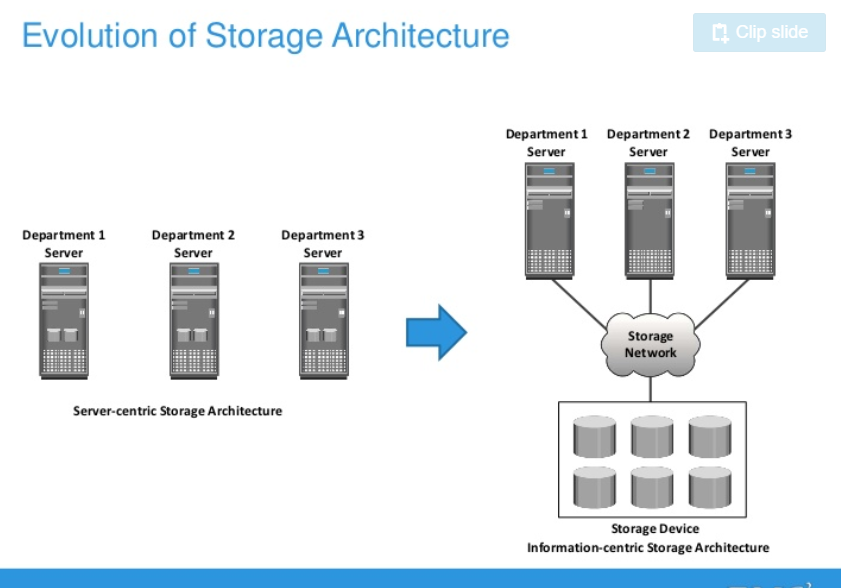 Evolution of Storage Architecture
Clip slide
Department 1
Server
Department 2
Server
Department 3
Server
Server-centric Storage Architecture
Department 1
Server
Department 2
Server
Department 3
Server
Storage
Network
Storage Device
Information-centric Storage Architecture